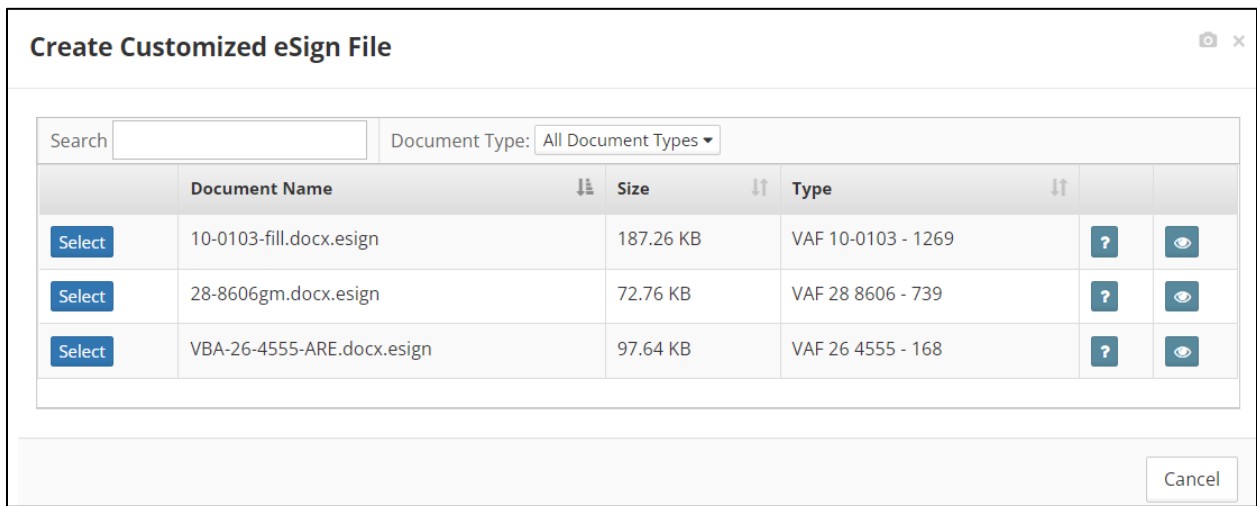 Create Customized eSign File
Search Document Type: All Document Types
Document Name Size Type
Select 10-0103-fill.docx.esign 187.26 KB VAF 10-0103 - 1269 ?
Select 28-8606gm.docx.esign 72.76 KB VAF 28 8606 - 739 ?
Select VBA-26-4555-ARE.docx.esign 97.64 KB VAF 26 4555 - 168 ?
Cancel